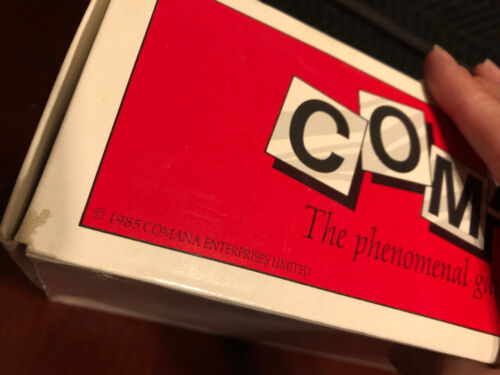 COM
The phenomenal
© 1985 COMANA ENTERPRISES LIMITED